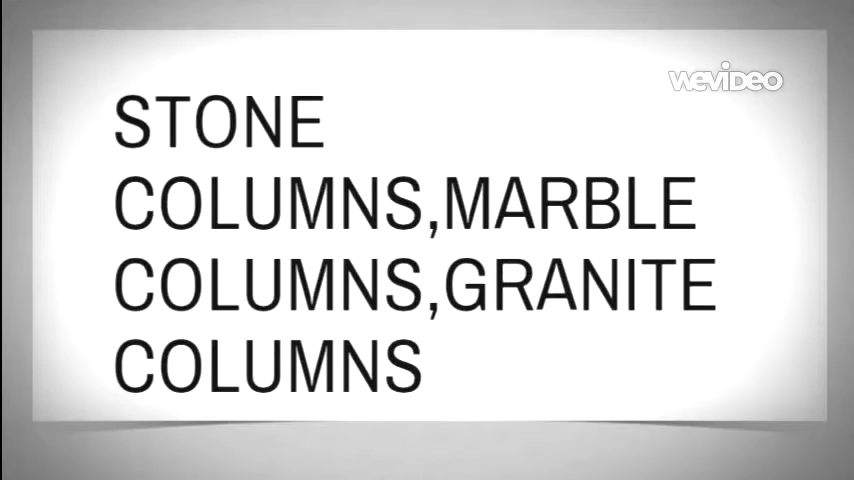 WeVideo
STONE
COLUMNS,MARBLE
COLUMNS,GRANITE
COLUMNS